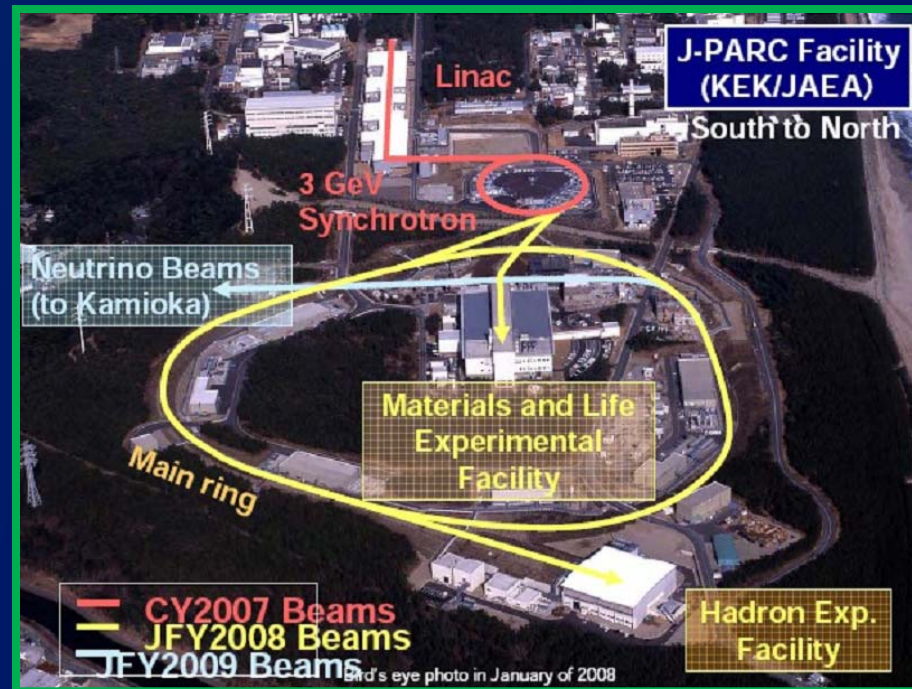 J-PARC Facility
(KEK/JAEA)
South to North
Linac
3 GeV
Synchrotron
Neutrino Beams
(to Kamioka)
Materials and Life
Experimental
Facility
Main ring
Hadron Exp.
Facility
CY2007 Beams
JFY2008 Beams
JFY2009 Beams
Bird's eye photo in January of 2008